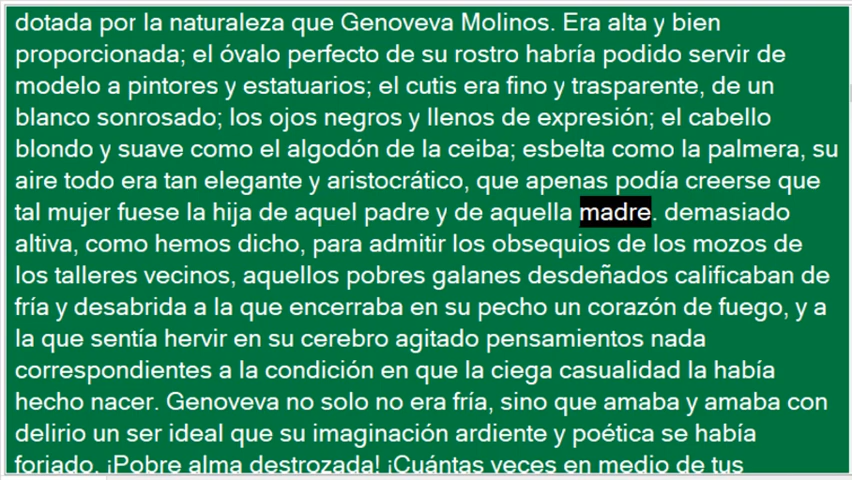 dotada por la naturaleza que Genoveva Molinos. Era alta y bien
proporcionada; el óvalo perfecto de su rostro habría podido servir de
modelo a pintores y estatuarios; el cutis era fino y trasparente, de un
blanco sonrosado; los ojos negros y llenos de expresión; el cabello
blondo y suave como el algodón de la ceiba; esbelta como la palmera, su
aire todo era tan elegante y aristocrático, que apenas podía creerse que
tal mujer fuese la hija de aquel padre y de aquella madre. demasiado
altiva, como hemos dicho, para admitir los obsequios de los mozos de
los talleres vecinos, aquellos pobres galanes desdeñados calificaban de
fría y desabrida a la que encerraba en su pecho un corazón de fuego, y a
la que sentía hervir en su cerebro agitado pensamientos nada
correspondientes a la condición en que la ciega casualidad la había
hecho nacer. Genoveva no solo no era fría, sino que amaba y amaba con
delirio un ser ideal que su imaginación ardiente y poética se había
forjado. ¡Pobre alma destrozada! ¡Cuántas veces en medio de tus